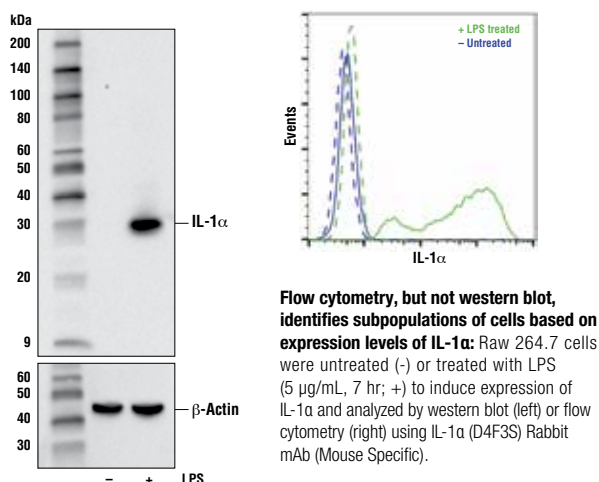 kDa
200
140
100
80
60
50
40
30
20
9
IL-1α
60
50
40
30
β-Actin
– + LPS
+ LPS treated
– Untreated
Events
IL-1α
Flow cytometry, but not western blot,
identifies subpopulations of cells based on
expression levels of IL-1α: Raw 264.7 cells
were untreated (-) or treated with LPS
(5 µg/mL, 7 hr; +) to induce expression of
IL-1α and analyzed by western blot (left) or flow
cytometry (right) using IL-1α (D4F3S) Rabbit
mAb (Mouse Specific).